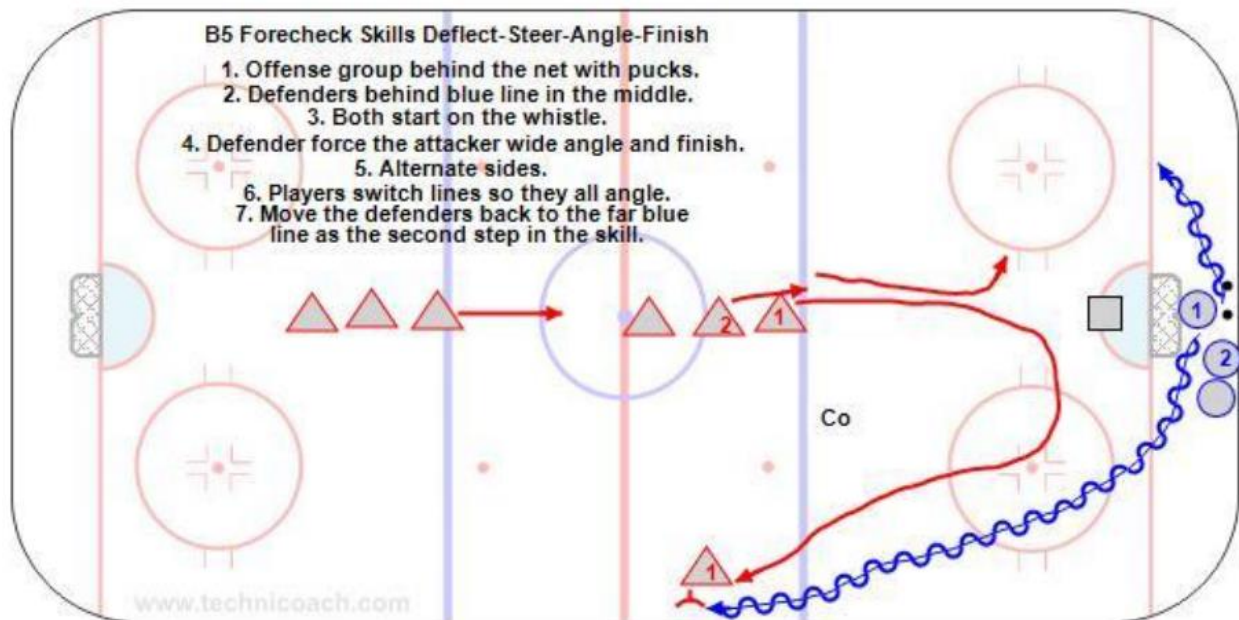 B5 Forecheck Skills Deflect-Steer-Angle-Finish
1. Offense group behind the net with pucks.
2. Defenders behind blue line in the middle.
3. Both start on the whistle.
4. Defender force the attacker wide angle and finish.
5. Alternate sides.
6. Players switch lines so they all angle.
7. Move the defenders back to the far blue
line as the second step in the skill.
2
1
1
2
Co
1
www.technicoach.com